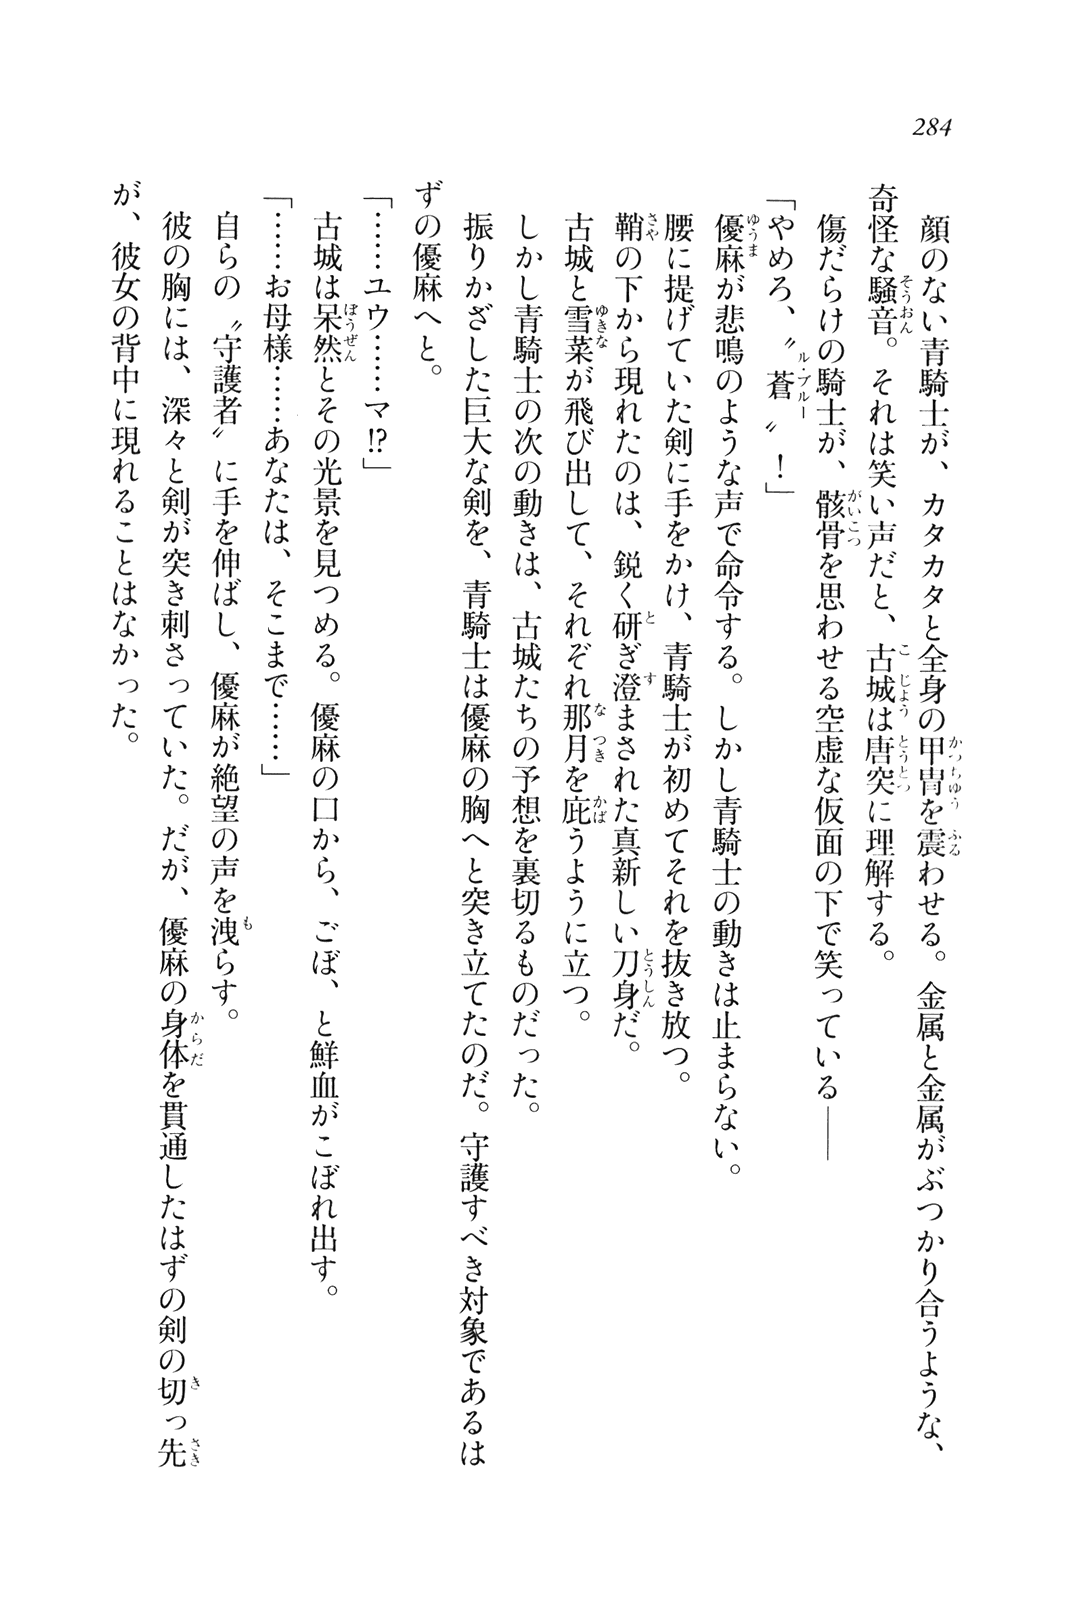 284
顔のない青騎士が、カタカタと全身の甲冑を震わせる。金属と金属がぶつかり合うような、
奇怪な騒音。それは笑い声だと、古城は唐突に理解する。
傷だらけの騎士が、骸骨を思わせる空虚な仮面の下で笑っている――
「やめろ、〝蒼〟！」
優麻が悲鳴のような声で命令する。しかし青騎士の動きは止まらない。
腰に提げていた剣に手をかけ、青騎士が初めてそれを抜き放つ。
鞘の下から現れたのは、鋭く研ぎ澄まされた真新しい刀身だ。
古城と雪菜が飛び出して、それぞれ那月を庇うように立つ。
しかし青騎士の次の動きは、古城たちの予想を裏切るものだった。
振りかざした巨大な剣を、青騎士は優麻の胸へと突き立てたのだ。守護すべき対象であるは
ずの優麻へと。
「……ユウ……マ!?」
古城は呆然とその光景を見つめる。優麻の口から、ごぼ、と鮮血がこぼれ出す。
「……お母様……あなたは、そこまで……」
自らの〝守護者〟に手を伸ばし、優麻が絶望の声を洩らす。
彼の胸には、深々と剣が突き刺さっていた。だが、優麻の身体を貫通したはずの剣の切っ先
が、彼女の背中に現れることはなかった。